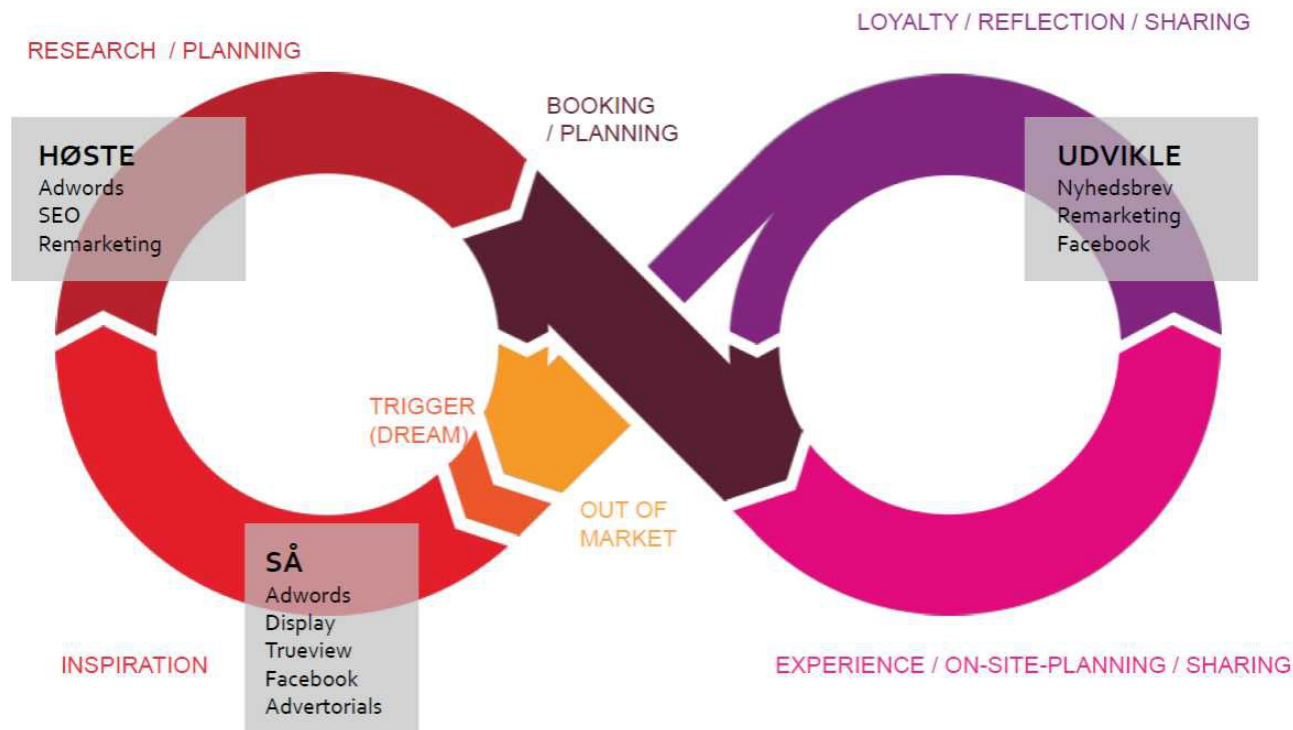 LOYALTY / REFLECTION / SHARING
RESEARCH / PLANNING
BOOKING
/ PLANNING
HØSTE
Adwords
SEO
Remarketing
UDVIKLE
Nyhedsbrev
Remarketing
Facebook
TRIGGER
(DREAM)
OUT OF
MARKET
SÅ
Adwords
Display
Trueview
Facebook
Advertorials
INSPIRATION
EXPERIENCE / ON-SITE-PLANNING / SHARING